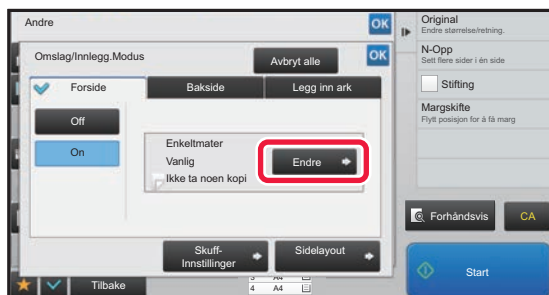 Andre
OK
Omslag/Innlegg.Modus
Avbryt alle
OK
Forside
Bakside
Legg inn ark
Off
On
Enkeltmater
Vanlig
Ikke ta noen kopi
Endre
Skuff-
Innstillinger
Sidelayout
Tilbake
3 A4
4 A4
Original
Endre størrelse/retning.
N-Opp
Sett flere sider i én side
Stifting
Margskifte
Flytt posisjon for å få marg
Forhåndsvis
CA
Start